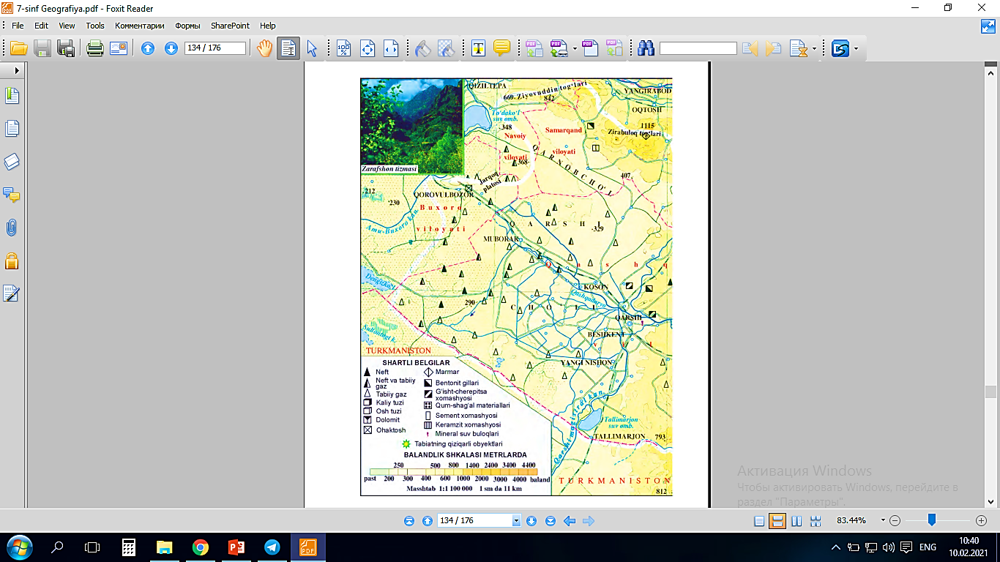 7-sinf Geografiya.pdf - Foxit Reader
File Edit View Tools Комментарии Формы SharePoint Help
134 / 176
Zarafshon tizmasi
QIZILTEPA
669. Ziyovuddin tog‘lari
842
YANGIRABOD
OQTOSH
To‘dako‘l
suv omb.
348
1115
Zirabuloq tog‘lari
Navoiy
viloyati
Samarqand
viloyati
368
QARNOBCHO‘L
407
Jarqoq
platosi
212
230
QOROVULBOZOR
Buxoro
viloyati
Amu-Buxoro kan.
QARSHI
329
MUBORAK
Q a s h q
Dengizko‘l
KOSON
Qashqadaryo
290
CHO‘LI
QARSHI
BESHKENT
v i l
TURKMANISTON
YANGI NISHON
Qarshi magistral kan.
Tallimarjon
suv omb.
TALLIMARJON 793
TURKMANISTON
812
SHARTLI BELGILAR
Neft
Neft va tabiiy
gaz
Tabiiy gaz
Kaliy tuzi
Osh tuzi
Dolomit
Ohaktosh
Marmar
Bentonit gillari
G‘isht-cherepitsa
xomashyosi
Qum-shag‘al materiallari
Sement xomashyosi
Keramzit xomashyosi
Mineral suv buloqlari
Tabiatning qiziqarli obyektlari
BALANDLIK SHKALASI METRLARDA
250 500 800 1400 2400 3400 4400
past 200 300 400 600 1000 2000 3000 4000 baland
Masshtab 1:1 100 000 1 sm da 11 km
Активация Windows
Чтобы активировать Windows, перейдите в
раздел "Параметры".
134 / 176
83.44%
ENG
10:40
10.02.2021